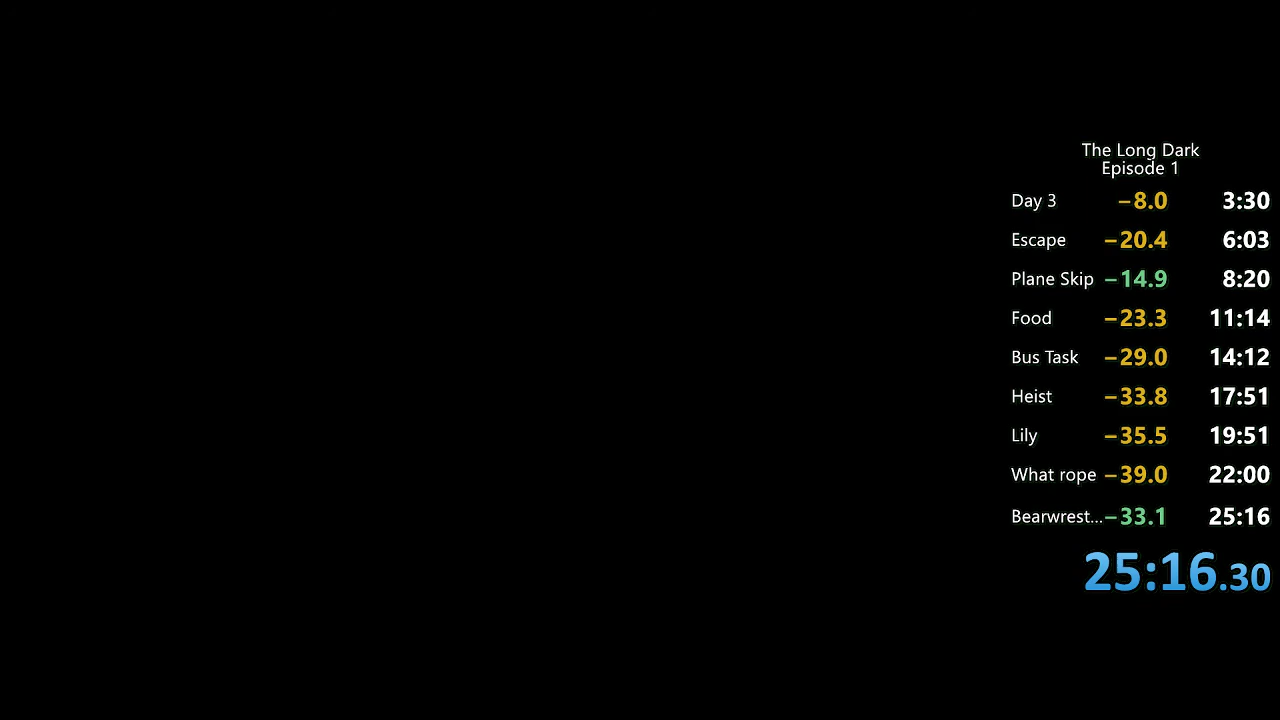 The Long Dark
Episode 1
Day 3 −8.0 3:30
Escape −20.4 6:03
Plane Skip −14.9 8:20
Food −23.3 11:14
Bus Task −29.0 14:12
Heist −33.8 17:51
Lily −35.5 19:51
What rope −39.0 22:00
Bearwrest... −33.1 25:16
25:16.30